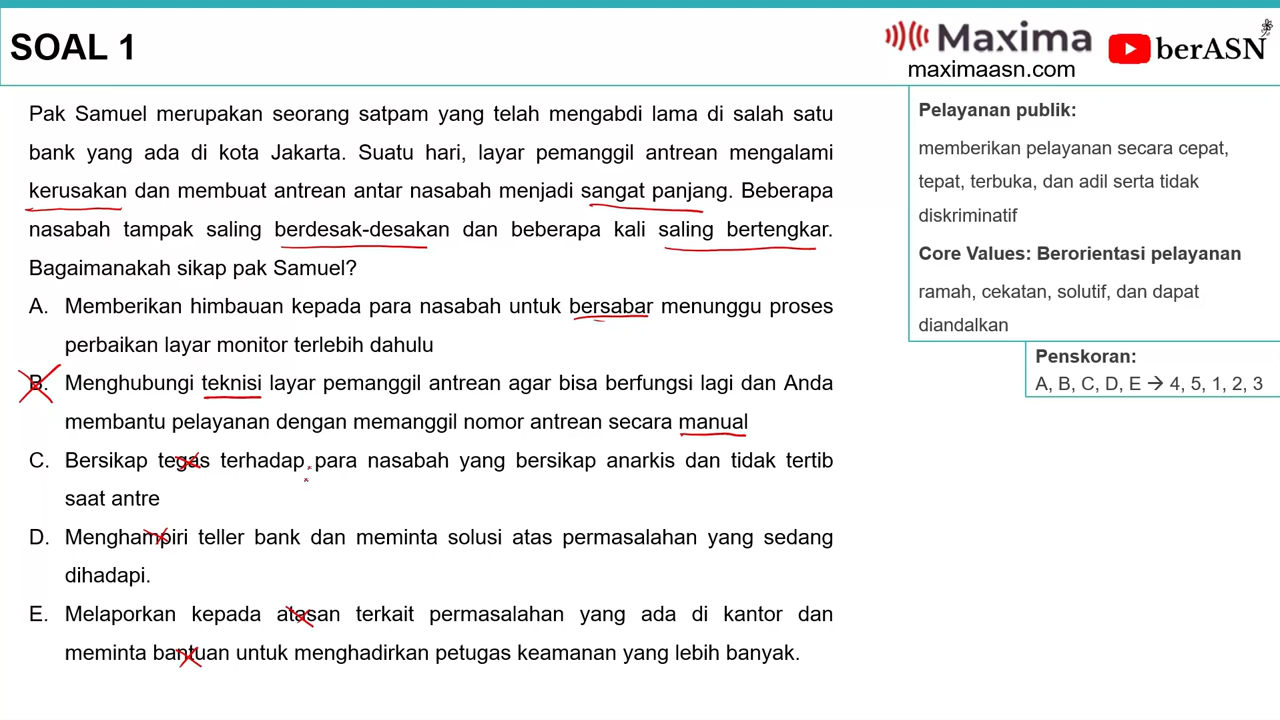 SOAL 1
Maxima
maximaasn.com
berASN
Pak Samuel merupakan seorang satpam yang telah mengabdi lama di salah satu
bank yang ada di kota Jakarta. Suatu hari, layar pemanggil antrean mengalami
kerusakan dan membuat antrean antar nasabah menjadi sangat panjang. Beberapa
nasabah tampak saling berdesak-desakan dan beberapa kali saling bertengkar.
Bagaimanakah sikap pak Samuel?
A. Memberikan himbauan kepada para nasabah untuk bersabar menunggu proses
perbaikan layar monitor terlebih dahulu
B. Menghubungi teknisi layar pemanggil antrean agar bisa berfungsi lagi dan Anda
membantu pelayanan dengan memanggil nomor antrean secara manual
C. Bersikap tegas terhadap para nasabah yang bersikap anarkis dan tidak tertib
saat antre
D. Menghampiri teller bank dan meminta solusi atas permasalahan yang sedang
dihadapi.
E. Melaporkan kepada atasan terkait permasalahan yang ada di kantor dan
meminta bantuan untuk menghadirkan petugas keamanan yang lebih banyak.
Pelayanan publik:
memberikan pelayanan secara cepat,
tepat, terbuka, dan adil serta tidak
diskriminatif
Core Values: Berorientasi pelayanan
ramah, cekatan, solutif, dan dapat
diandalkan
Penskoran:
A, B, C, D, E → 4, 5, 1, 2, 3